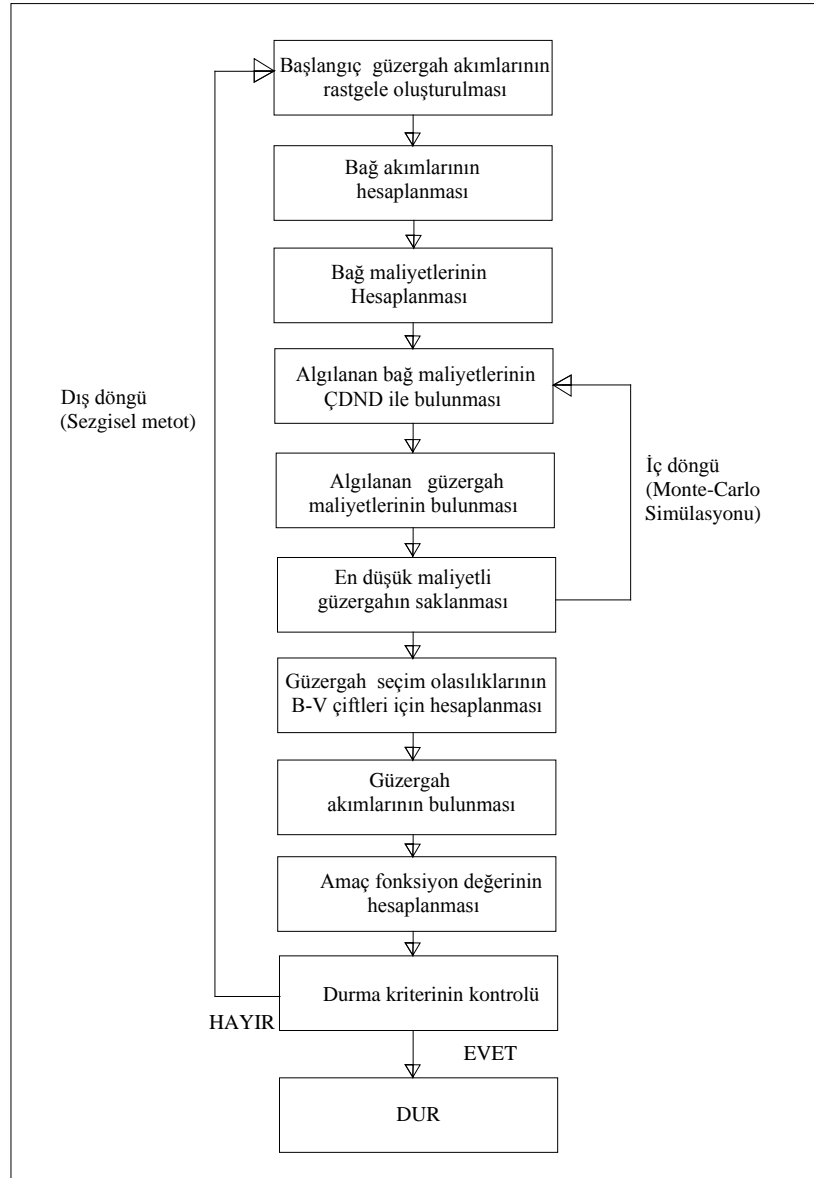 Başlangıç güzergah akımlarının
rastgele oluşturulması
Bağ akımlarının
hesaplanması
Bağ maliyetlerinin
Hesaplanması
Algılanan bağ maliyetlerinin
ÇDND ile bulunması
Dış döngü
(Sezgisel metot)
İç döngü
(Monte-Carlo
Simülasyonu)
Algılanan güzergah
maliyetlerinin bulunması
En düşük maliyetli
güzergahın saklanması
Güzergah seçim olasılıklarının
B-V çiftleri için hesaplanması
Güzergah
akımlarının bulunması
Amaç fonksiyon değerinin
hesaplanması
Durma kriterinin kontrolü
HAYIR
EVET
DUR